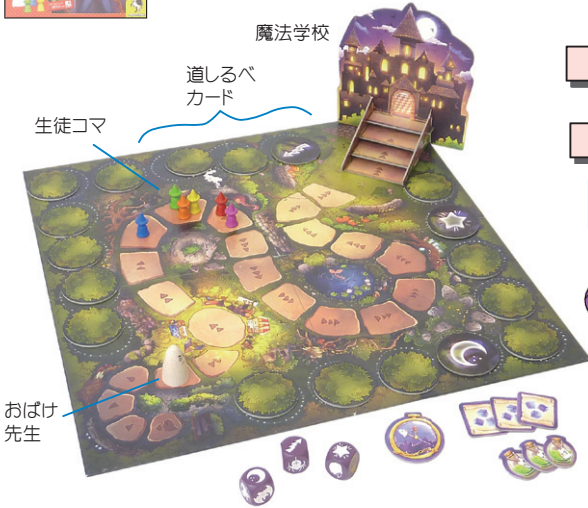 魔法学校
道しるべ
カード
生徒コマ
おばけ
先生